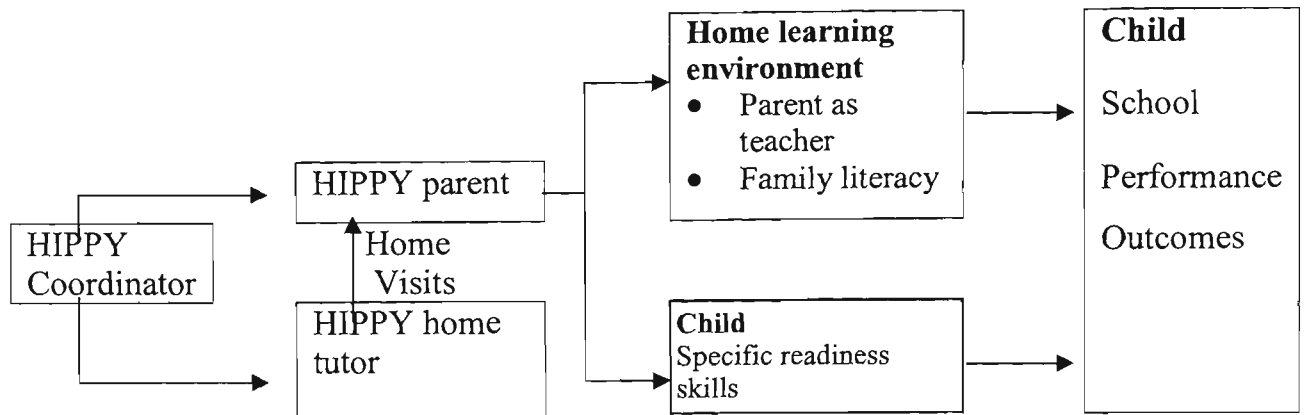 HIPPY
Coordinator
HIPPY parent
Home
Visits
HIPPY home
tutor
Home learning
environment
• Parent as
teacher
• Family literacy
Child
Specific readiness
skills
Child
School
Performance
Outcomes